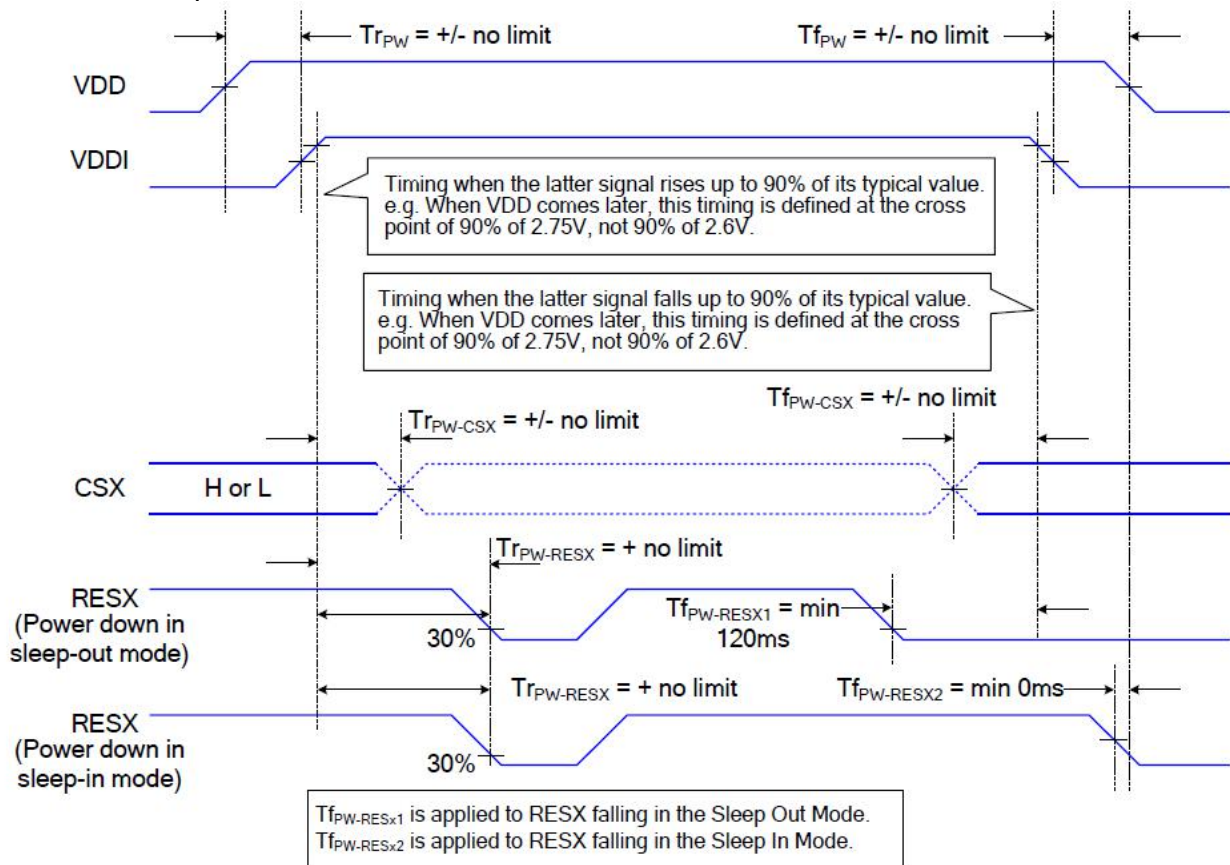 TrPW = +/- no limit
TfPW = +/- no limit
VDD
VDDI
Timing when the latter signal rises up to 90% of its typical value.
e.g. When VDD comes later, this timing is defined at the cross
point of 90% of 2.75V, not 90% of 2.6V.
Timing when the latter signal falls up to 90% of its typical value.
e.g. When VDD comes later, this timing is defined at the cross
point of 90% of 2.75V, not 90% of 2.6V.
TfPW-CSX = +/- no limit
TrPW-CSX = +/- no limit
CSX
H or L
TrPW-RESX = + no limit
RESX
(Power down in
sleep-out mode)
30%
TfPW-RESX1 = min
120ms
TrPW-RESX = + no limit
TfPW-RESX2 = min 0ms
RESX
(Power down in
sleep-in mode)
30%
TfPW-RESx1 is applied to RESX falling in the Sleep Out Mode.
TfPW-RESx2 is applied to RESX falling in the Sleep In Mode.